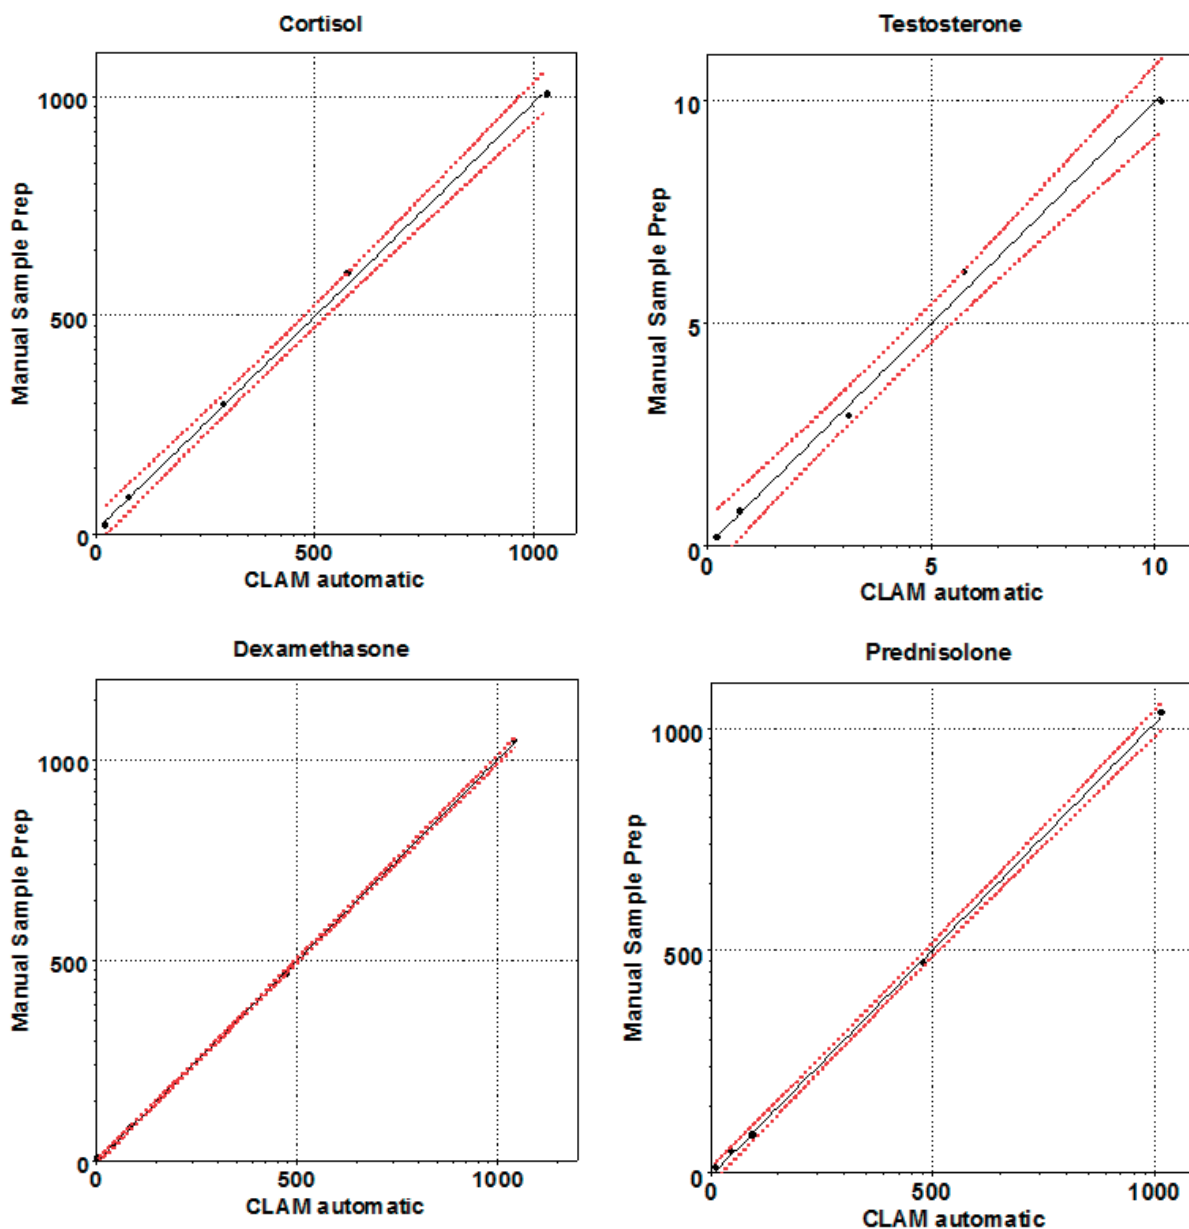 Cortisol
1000
500
0
0 500 1000
Manual Sample Prep
CLAM automatic
Testosterone
10
5
0
0 5 10
Manual Sample Prep
CLAM automatic
Dexamethasone
1000
500
0
0 500 1000
Manual Sample Prep
CLAM automatic
Prednisolone
1000
500
0
0 500 1000
Manual Sample Prep
CLAM automatic